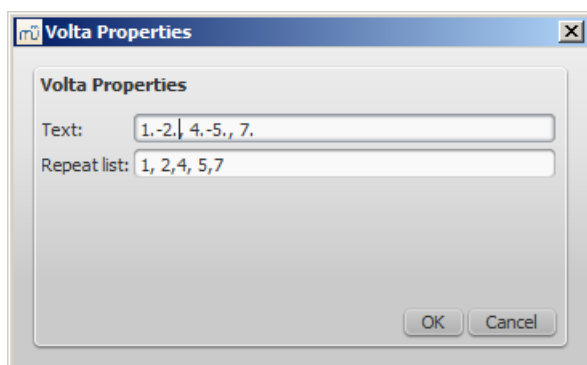 mü Volta Properties
Volta Properties
Text: 1.-2., 4.-5., 7.
Repeat list: 1, 2,4, 5,7
OK Cancel